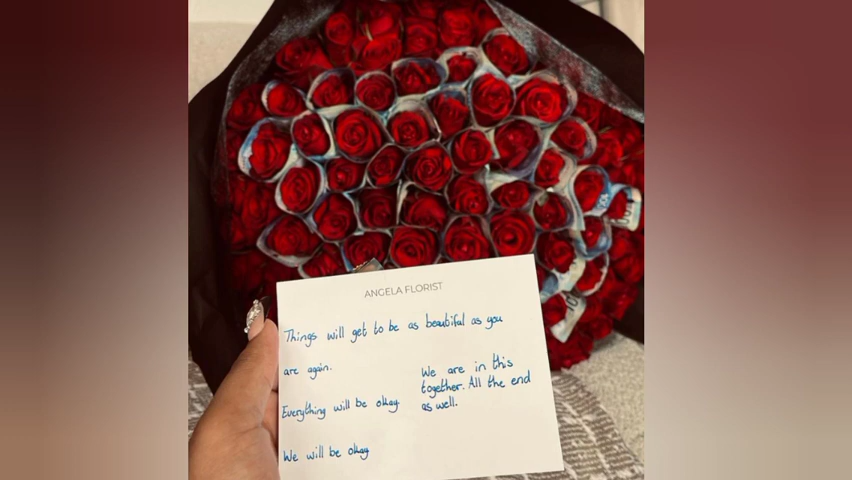 ANGELA FLORIST
Things will get to be as beautiful as you
are again.
Everything will be okay
We will be okay
We are in this
together. All the end
as well.
100